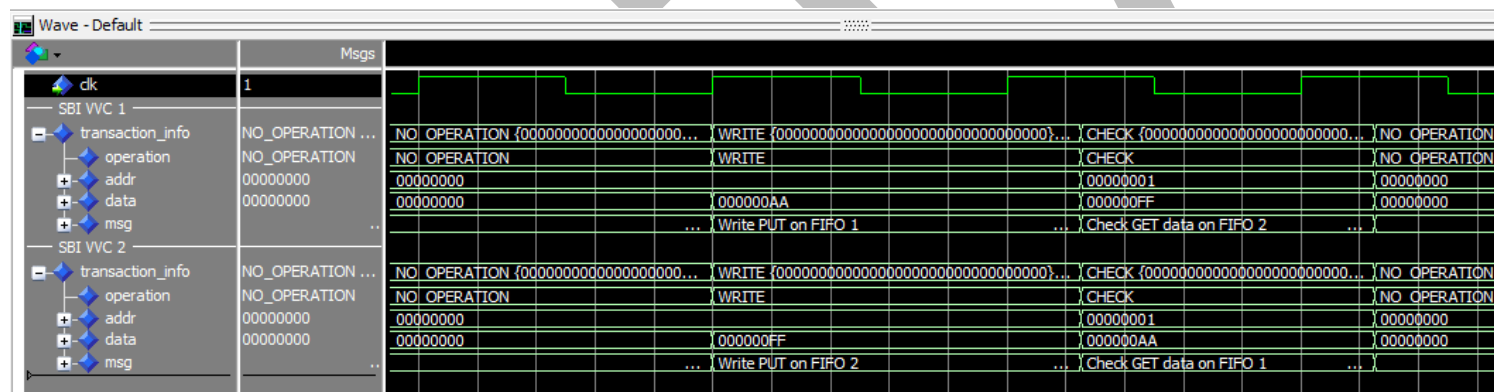 Wave - Default
Msgs
clk 1
SBI VVC 1
transaction_info NO_OPERATION ... NO_OPERATION {0000000000000000000... WRITE {00000000000000000000000000000000}... CHECK {000000000000000000000000... NO_OPERATION
operation NO_OPERATION NO_OPERATION WRITE CHECK NO_OPERATION
addr 00000000 00000000 00000001 00000000
data 00000000 00000000 000000AA 000000FF 00000000
msg .. ... Write PUT on FIFO 1 ... Check GET data on FIFO 2 ...
SBI VVC 2
transaction_info NO_OPERATION ... NO_OPERATION {0000000000000000000... WRITE {00000000000000000000000000000000}... CHECK {000000000000000000000000... NO_OPERATION
operation NO_OPERATION NO_OPERATION WRITE CHECK NO_OPERATION
addr 00000000 00000000 00000001 00000000
data 00000000 00000000 000000FF 000000AA 00000000
msg .. ... Write PUT on FIFO 2 ... Check GET data on FIFO 1 ...